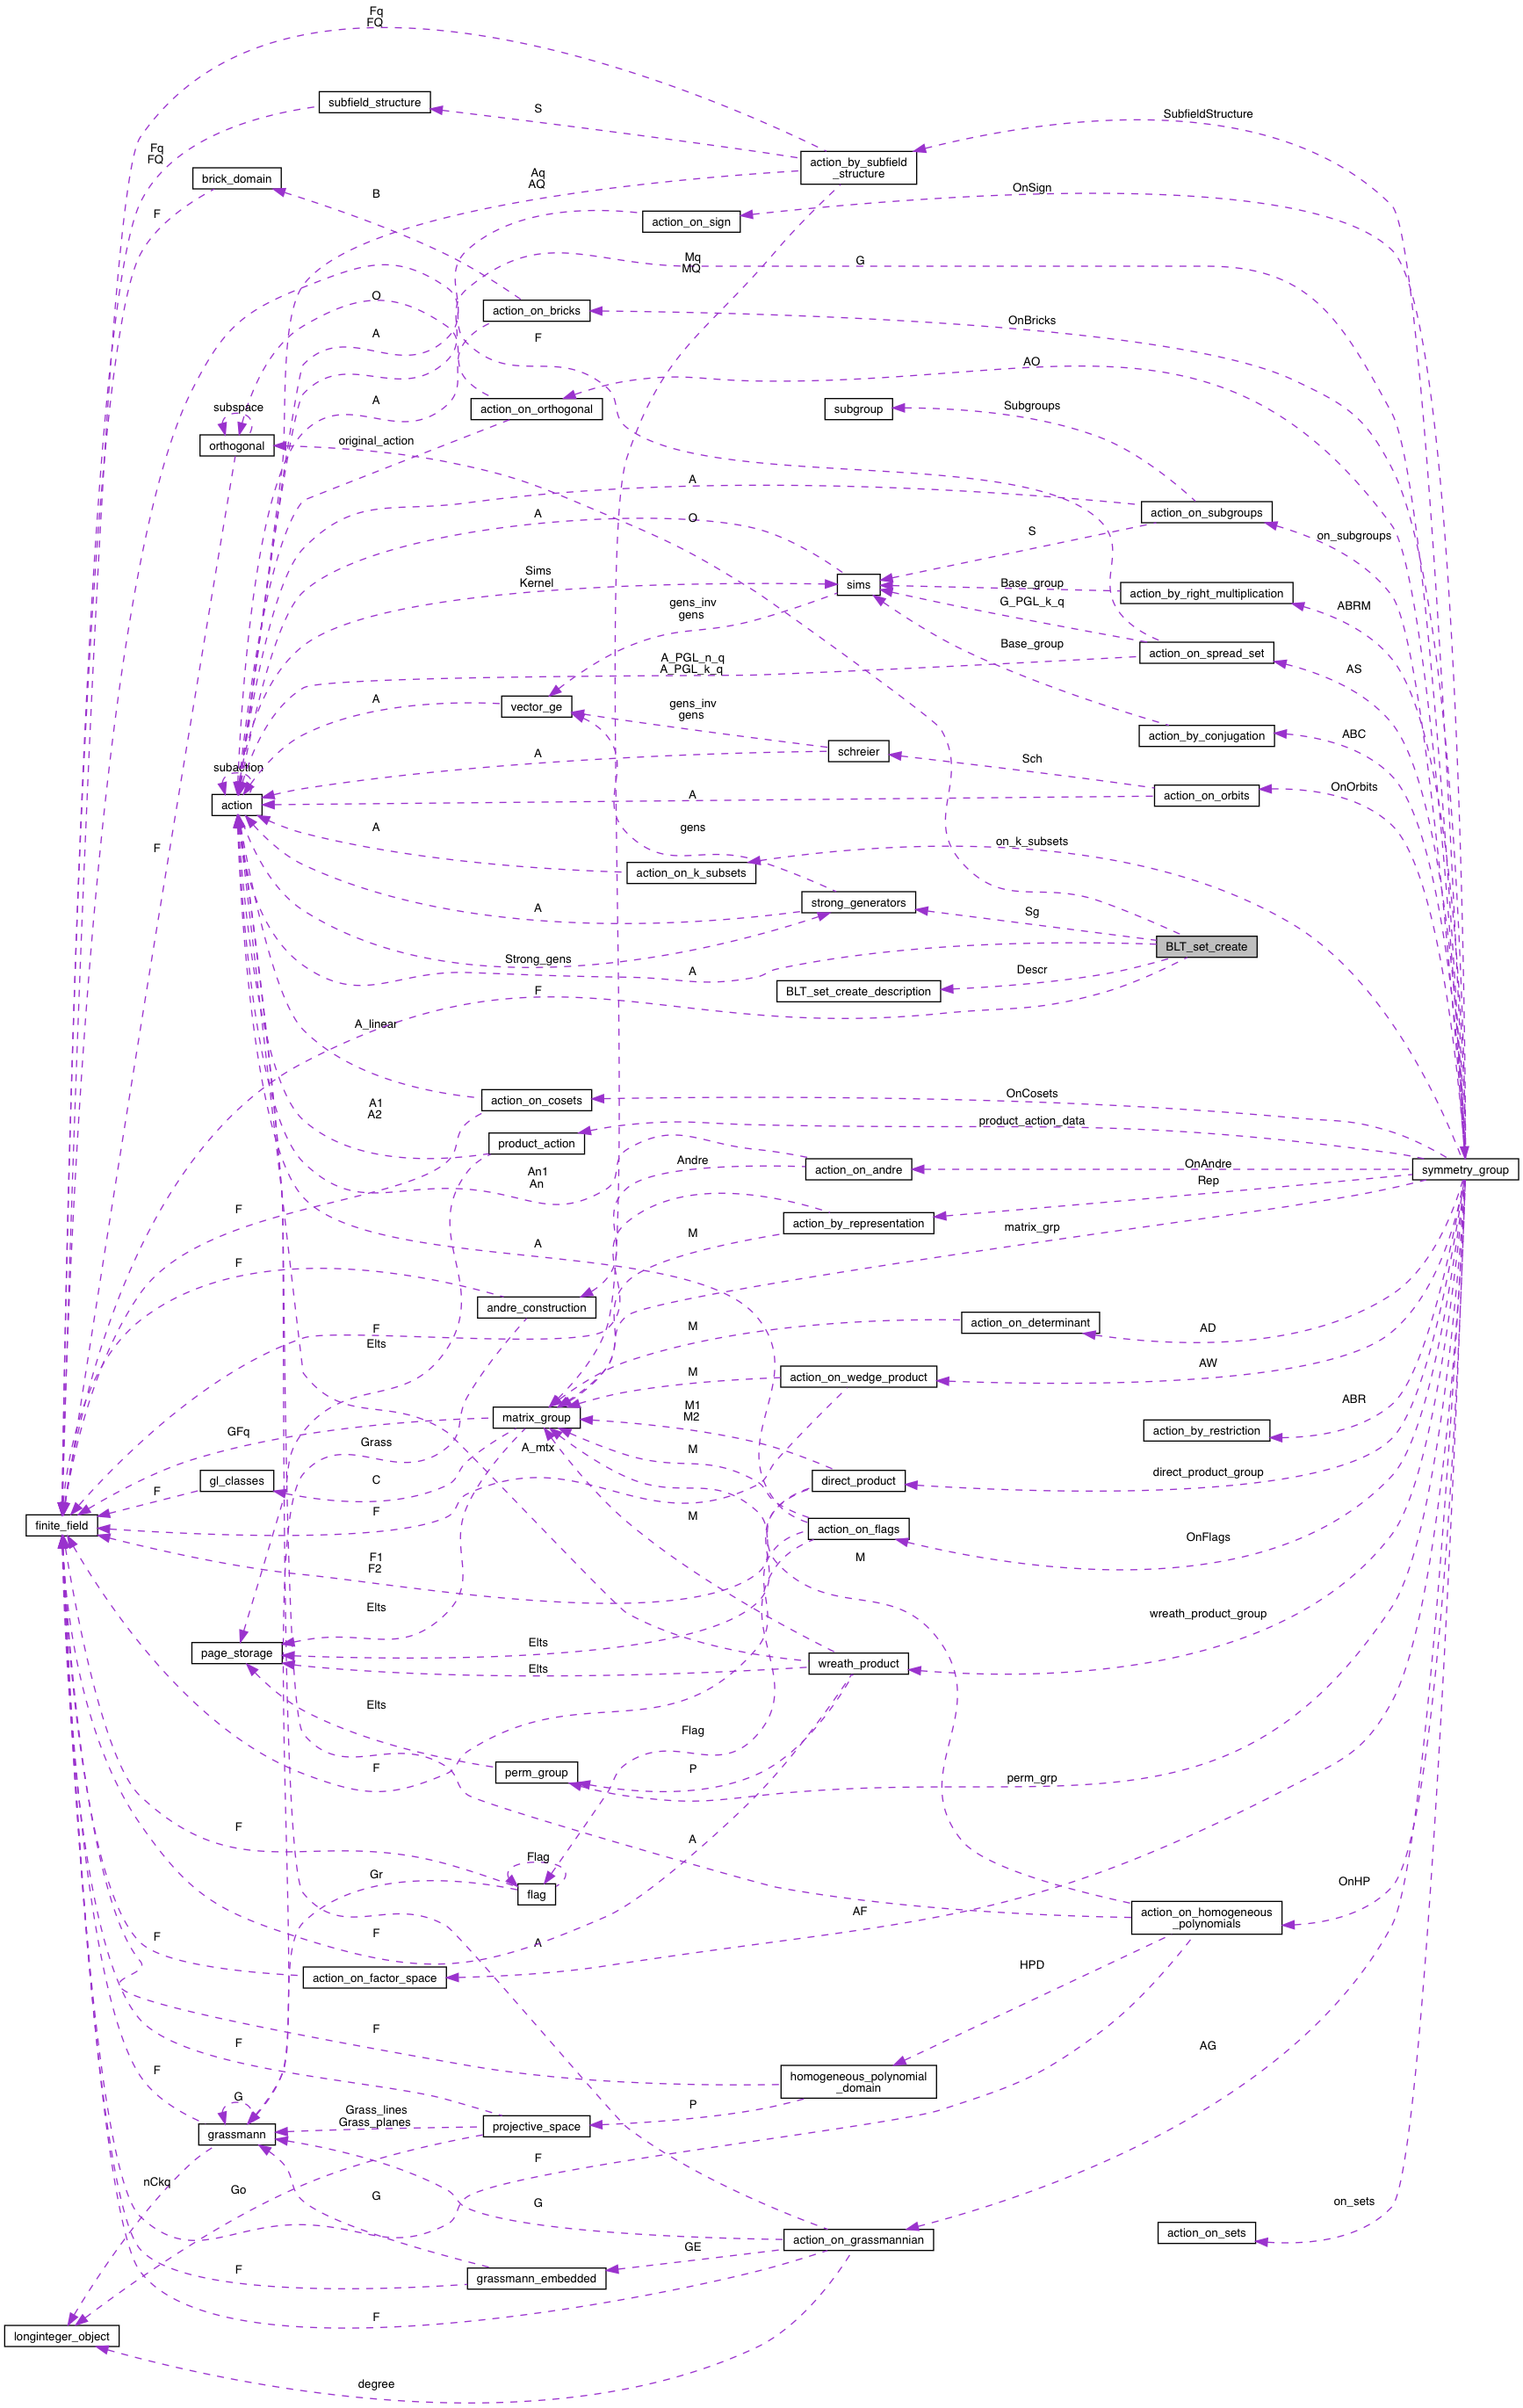 Fq
FQ
subfield_structure
S
SubfieldStructure
Fq
FQ
action_by_subfield
_structure
brick_domain
Aq
AQ
B
OnSign
F
action_on_sign
Mq
MQ
G
O
action_on_bricks
OnBricks
A
F
AO
A
subspace
action_on_orthogonal
subgroup
Subgroups
orthogonal
original_action
A
action_on_subgroups
A
O
S
on_subgroups
Sims
Kernel
sims
Base_group
action_by_right_multiplication
gens_inv
gens
G_PGL_k_q
ABRM
Base_group
action_on_spread_set
A_PGL_n_q
A_PGL_k_q
AS
A
vector_ge
gens_inv
gens
action_by_conjugation
ABC
A
schreier
Sch
subaction
OnOrbits
action
A
action_on_orbits
A
gens
on_k_subsets
F
action_on_k_subsets
strong_generators
A
Sg
BLT_set_create
Strong_gens
A
Descr
F
BLT_set_create_description
A_linear
action_on_cosets
OnCosets
A1
A2
product_action
product_action_data
Andre
action_on_andre
OnAndre
symmetry_group
An1
An
Rep
F
action_by_representation
matrix_grp
M
A
F
andre_construction
F
Elts
M
action_on_determinant
AD
AW
M
action_on_wedge_product
M1
M2
ABR
matrix_group
GFq
Grass
A_mtx
M
action_by_restriction
gl_classes
C
direct_product
direct_product_group
F
F
M
finite_field
action_on_flags
OnFlags
F1
F2
M
Elts
wreath_product_group
page_storage
Elts
wreath_product
Elts
Elts
Flag
F
perm_group
P
perm_grp
F
A
Flag
Gr
flag
OnHP
AF
action_on_homogeneous
_polynomials
F
F
A
action_on_factor_space
HPD
F
F
AG
F
homogeneous_polynomial
_domain
G
Grass_lines
Grass_planes
P
grassmann
projective_space
F
nCkq
Go
G
G
on_sets
action_on_grassmannian
action_on_sets
GE
F
grassmann_embedded
F
longinteger_object
degree